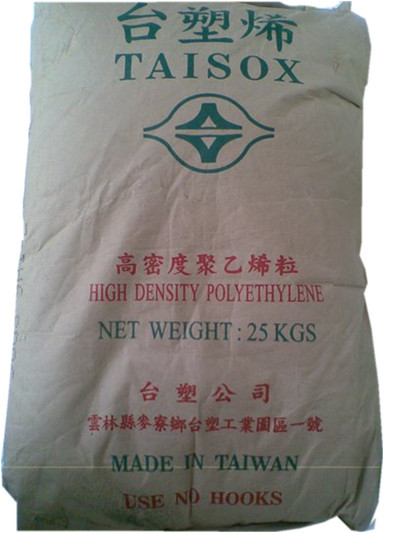 台塑烯
TAISOX
高密度聚乙烯粒
HIGH DENSITY POLYETHYLENE
NET WEIGHT : 25 KGS
台塑公司
雲林縣麥寮鄉台塑工業園區一號
MADE IN TAIWAN
USE NO HOOKS